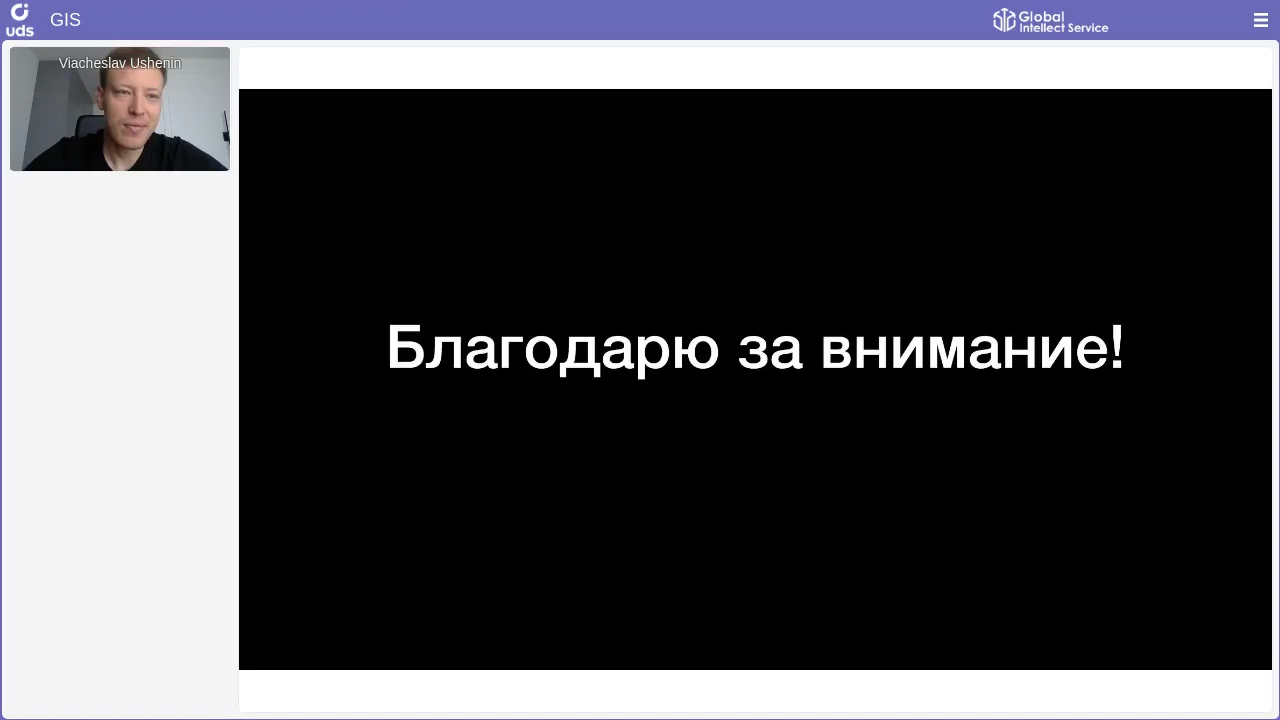 uds
GIS
Global
Intellect Service
Viacheslav Ushenin
Благодарю за внимание!